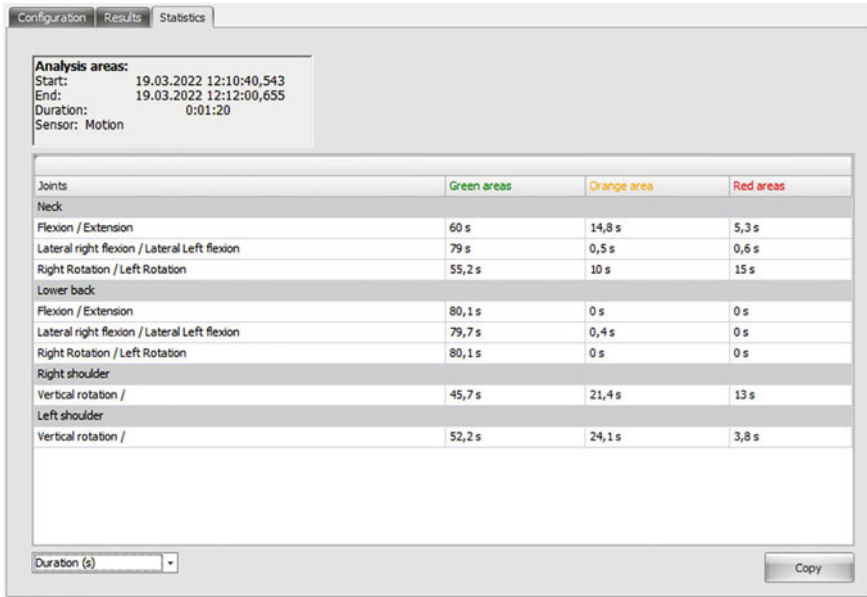 Configuration Results Statistics
Analysis areas:
Start: 19.03.2022 12:10:40,543
End: 19.03.2022 12:12:00,655
Duration: 0:01:20
Sensor: Motion
Joints Green areas Orange area Red areas
Neck
Flexion / Extension 60 s 14,8 s 5,3 s
Lateral right flexion / Lateral Left flexion 79 s 0,5 s 0,6 s
Right Rotation / Left Rotation 55,2 s 10 s 15 s
Lower back
Flexion / Extension 80,1 s 0 s 0 s
Lateral right flexion / Lateral Left flexion 79,7 s 0,4 s 0 s
Right Rotation / Left Rotation 80,1 s 0 s 0 s
Right shoulder
Vertical rotation / 45,7 s 21,4 s 13 s
Left shoulder
Vertical rotation / 52,2 s 24,1 s 3,8 s
Duration (s) Copy